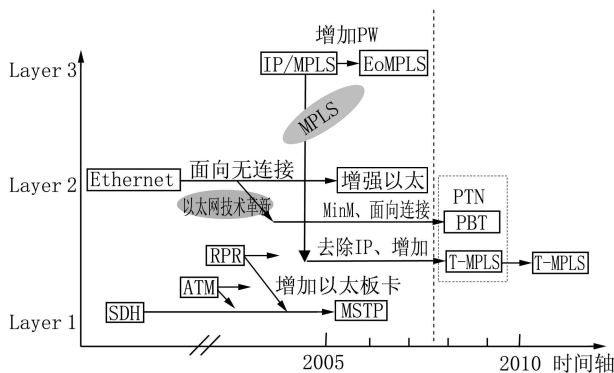 增加PW
Layer 3
IP/MPLS
EoMPLS
MPLS
Layer 2
Ethernet
面向无连接
增强以太
PTN
以太网技术革新
MinM、面向连接
PBT
RPR
去除IP、增加
T-MPLS
T-MPLS
ATM
增加以太板卡
Layer 1
SDH
MSTP
2005
2010
时间轴